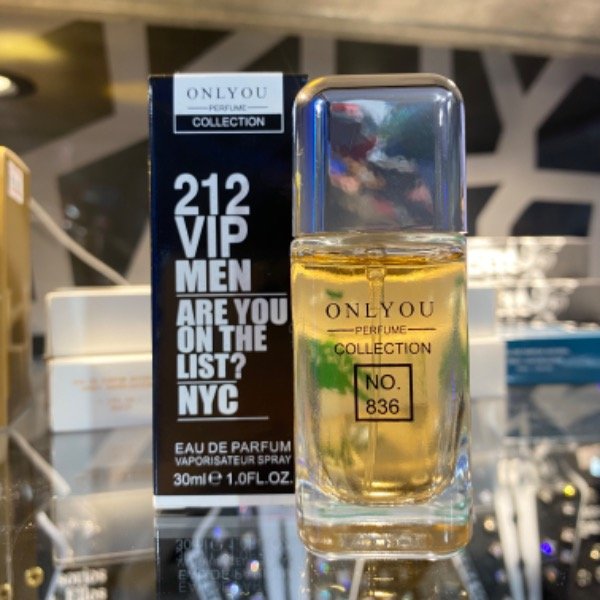 ONLYOU
PERFUME
COLLECTION
212
VIP
MEN
ARE YOU
ON THE
LIST?
NYC
EAU DE PARFUM
VAPORISATEUR SPRAY
30ml e 1.0FL.OZ.
ONLYOU
PERFUME
COLLECTION
NO.
836